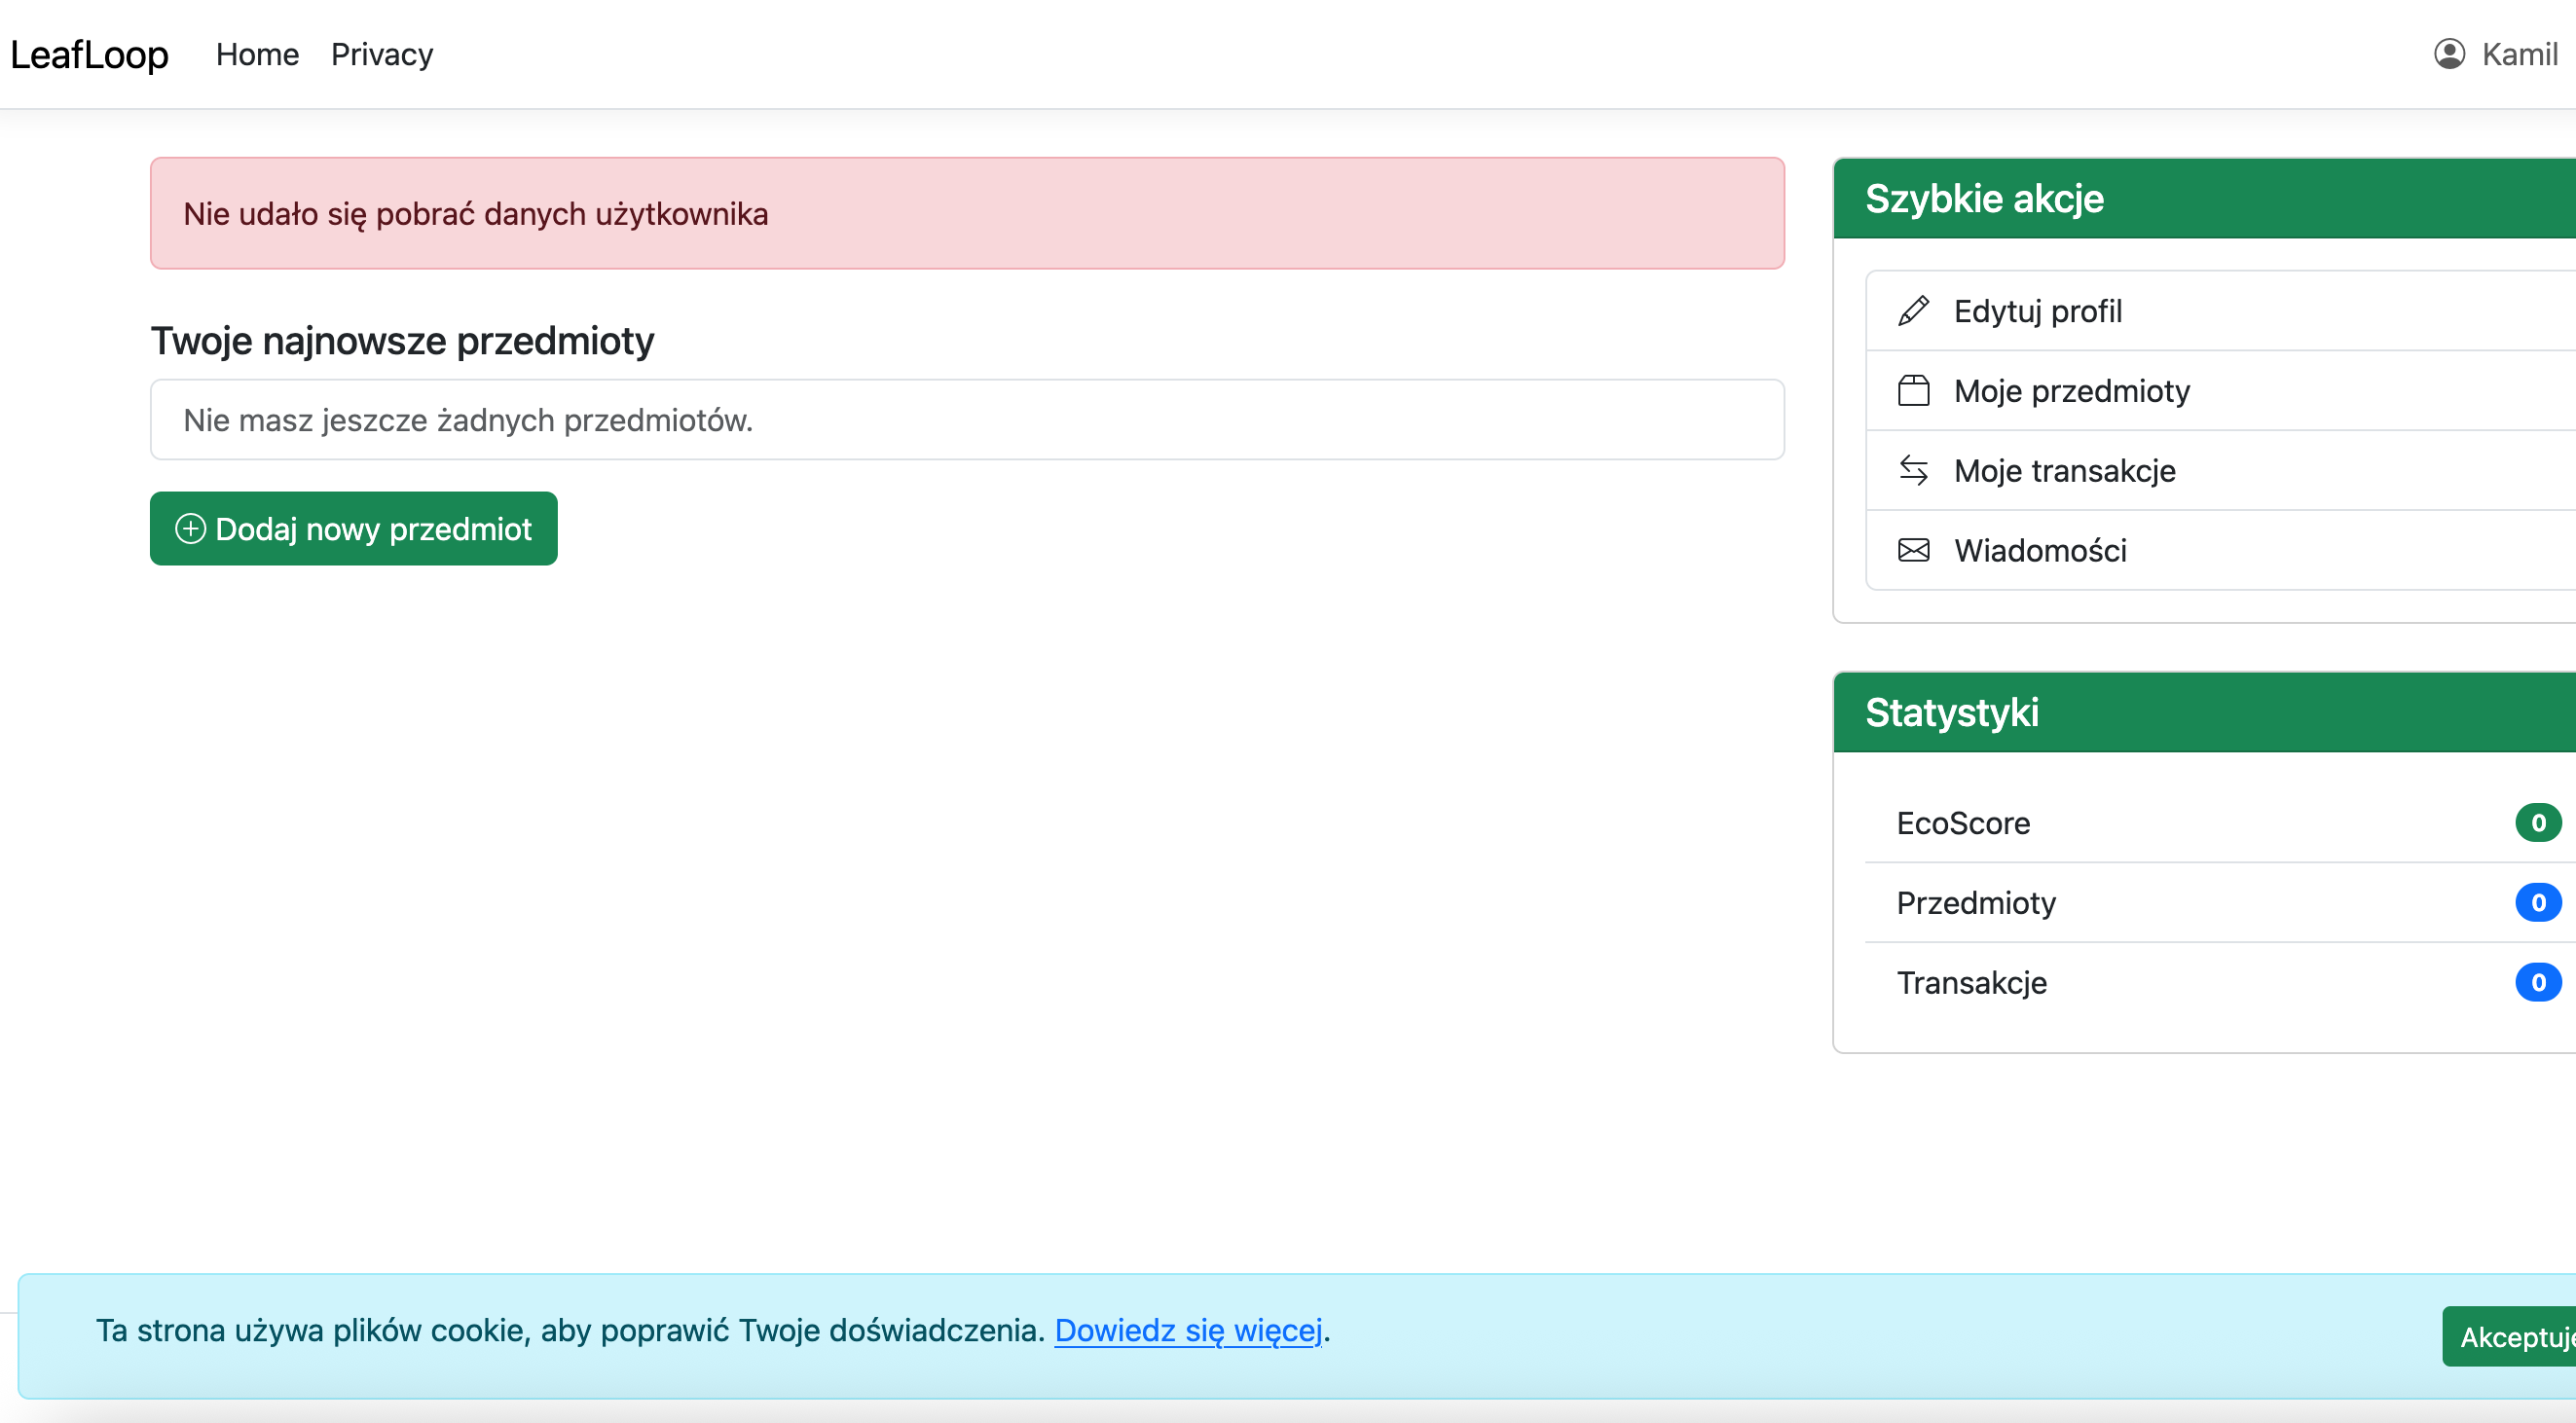 LeafLoop Home Privacy Kamil
Nie udało się pobrać danych użytkownika
Twoje najnowsze przedmioty
Nie masz jeszcze żadnych przedmiotów.
Dodaj nowy przedmiot
Szybkie akcje
Edytuj profil
Moje przedmioty
Moje transakcje
Wiadomości
Statystyki
EcoScore 0
Przedmioty 0
Transakcje 0
Ta strona używa plików cookie, aby poprawić Twoje doświadczenia. Dowiedz się więcej.
Akceptuję